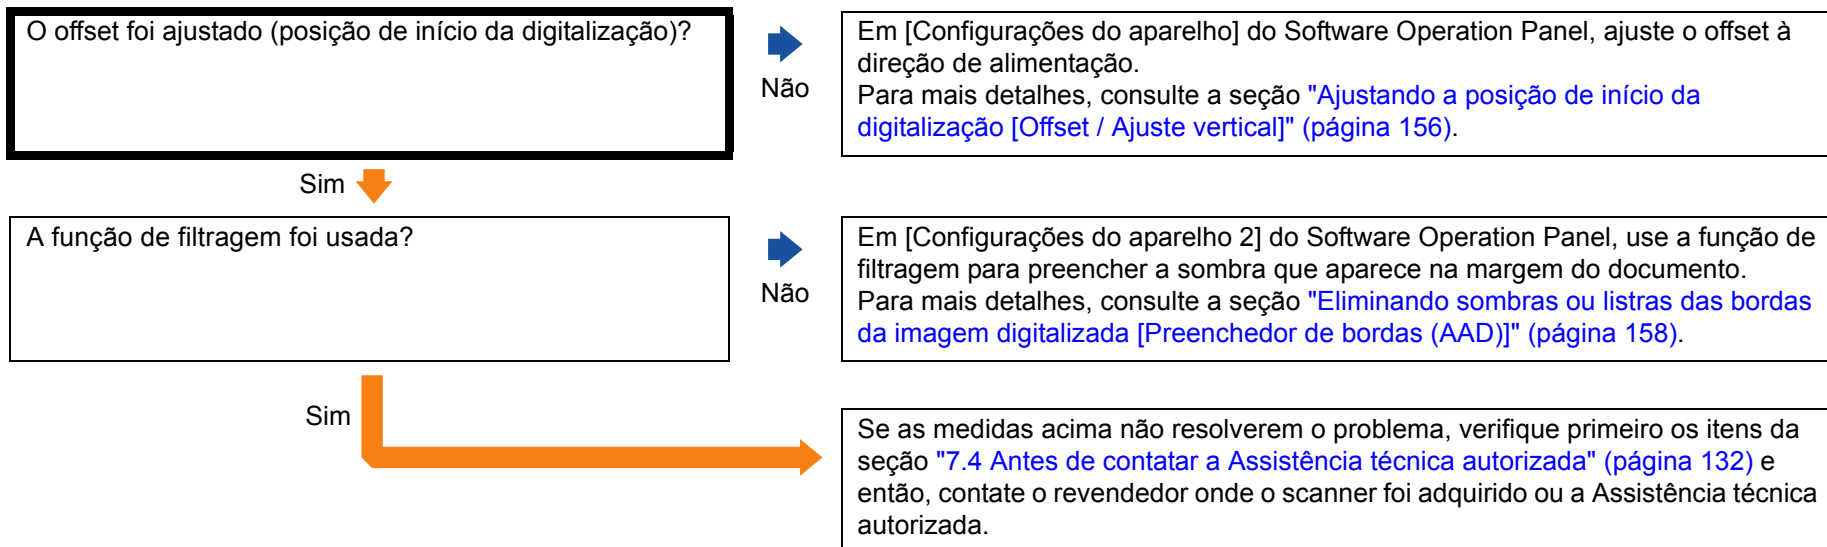 O offset foi ajustado (posição de início da digitalização)?
Não
Em [Configurações do aparelho] do Software Operation Panel, ajuste o offset à
direção de alimentação.
Para mais detalhes, consulte a seção "Ajustando a posição de início da
digitalização [Offset / Ajuste vertical]" (página 156).
Sim
A função de filtragem foi usada?
Não
Em [Configurações do aparelho 2] do Software Operation Panel, use a função de
filtragem para preencher a sombra que aparece na margem do documento.
Para mais detalhes, consulte a seção "Eliminando sombras ou listras das bordas
da imagem digitalizada [Preenchedor de bordas (AAD)]" (página 158).
Sim
Se as medidas acima não resolverem o problema, verifique primeiro os itens da
seção "7.4 Antes de contatar a Assistência técnica autorizada" (página 132) e
então, contate o revendedor onde o scanner foi adquirido ou a Assistência técnica
autorizada.